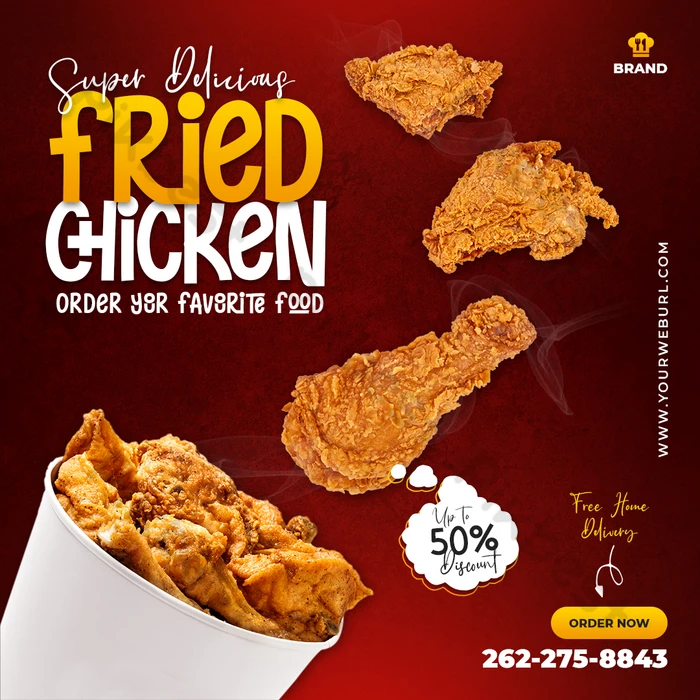 Super Delicious
FRiED
CHiCKEN
ORDER YOR FAVORITE FOOD
BRAND
WWW.YOURWEBURL.COM
Up To
50%
Discount
Free Home
Delivery
ORDER NOW
262-275-8843